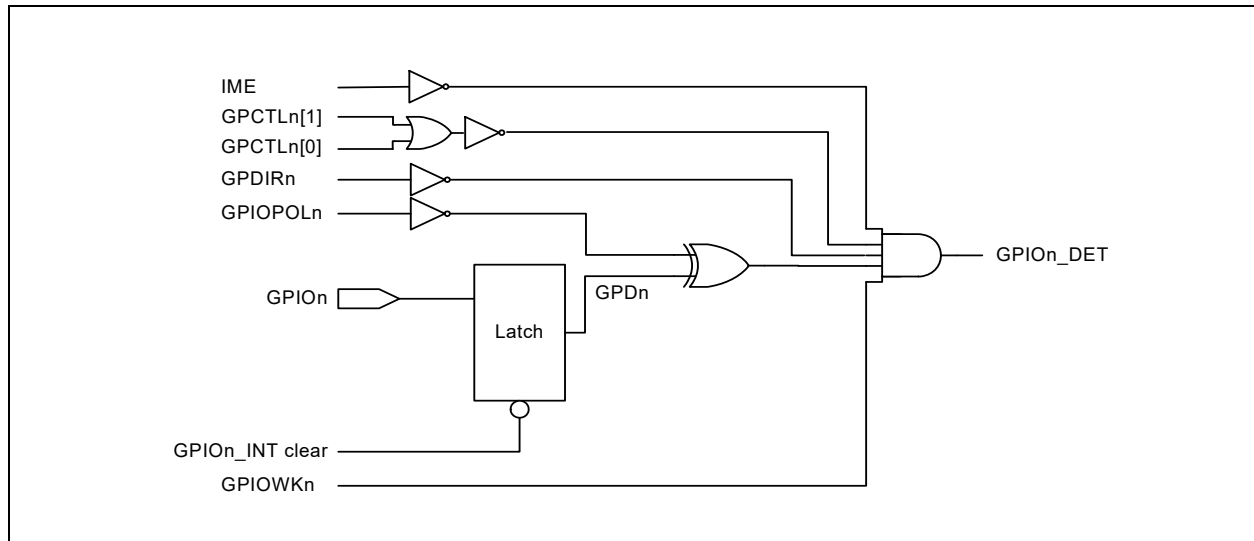 IME
GPCTLn[1]
GPCTLn[0]
GPDIRn
GPIOPOLn
GPIOn_DET
GPIOn
GPDn
Latch
GPIOn_INT clear
GPIOWKn